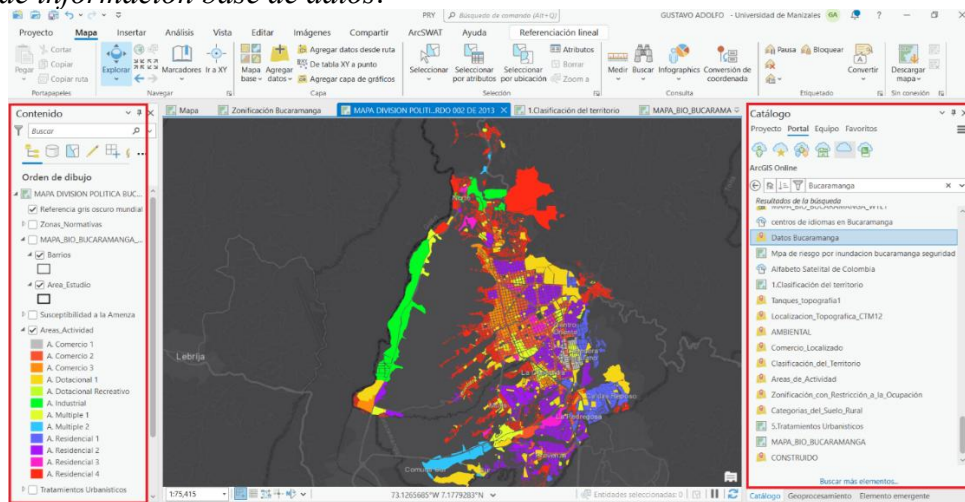 de información base de datos.
PRY
Búsqueda de comando (Alt+Q)
GUSTAVO ADOLFO - Universidad de Manizales
GA
?
Proyecto
Mapa
Insertar
Análisis
Vista
Editar
Imágenes
Compartir
ArcSWAT
Ayuda
Referenciación lineal
Pegar
Cortar
Copiar
Copiar ruta
Portapapeles
Explorar
Marcadores
Ir a XY
Navegar
Mapa base
Agregar datos
Agregar datos desde ruta
De tabla XY a punto
Agregar capa de gráficos
Capa
Seleccionar
Seleccionar por atributos
Seleccionar por ubicación
Atributos
Borrar
Zoom a
Selección
Medir
Buscar
Infographics
Conversión de coordenada
Consulta
Pausa
Bloquear
Convertir
Etiquetado
Descargar mapa
Sin conexión
Contenido
Buscar
Orden de dibujo
MAPA DIVISION POLITICA BUC...
Referencia gris oscuro mundial
Zonas_Normativas
MAPA_BIO_BUCARAMANGA_...
Barrios
Area_Estudio
Susceptibilidad a la Amenza
Areas_Actividad
A. Comercio 1
A. Comercio 2
A. Comercio 3
A. Dotacional 1
A. Dotacional Recreativo
A. Industrial
A. Multiple 1
A. Multiple 2
A. Residencial 1
A. Residencial 2
A. Residencial 3
A. Residencial 4
Tratamientos Urbanísticos
Mapa
Zonificación Bucaramanga
MAPA DIVISION POLITI...RDO 002 DE 2013
1.Clasificación del territorio
MAPA_BIO_BUCARAMA
Lebrija
1:75,415
73.1265685°W 7.1779283°N
Entidades seleccionadas: 0
Catálogo
Proyecto
Portal
Equipo
Favoritos
ArcGIS Online
Bucaramanga
Resultados de la búsqueda
MAPA_BIO_BUCARAMANGA_WTL1
centros de idiomas en Bucaramanga
Datos Bucaramanga
Mpa de riesgo por inundacion bucaramanga seguridad
Alfabeto Satelital de Colombia
1.Clasificación del territorio
Tanques_topografia1
Localizacion_Topografica_CTM12
AMBIENTAL
Comercio_Localizado
Clasificación_del_Territorio
Areas_de_Actividad
Zonificación_con_Restricción_a_la_Ocupación
Categorias_del_Suelo_Rural
5.Tratamientos Urbanisticos
MAPA_BIO_BUCARAMANGA
CONSTRUIDO
Buscar más elementos...
Catálogo
Geoprocesamiento
Elemento emergente